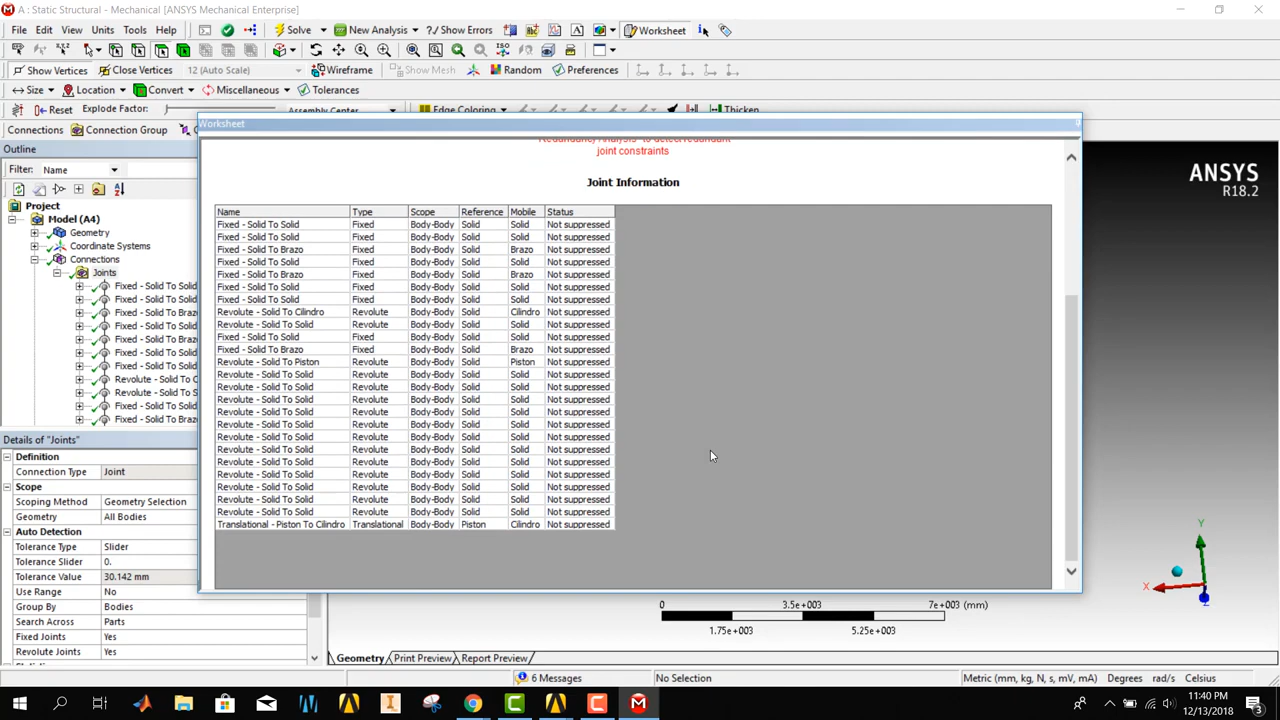 A : Static Structural - Mechanical [ANSYS Mechanical Enterprise]
File Edit View Units Tools Help Solve New Analysis ?/ Show Errors Worksheet
Show Vertices Close Vertices 12 (Auto Scale) Wireframe Show Mesh Random Preferences
Size Location Convert Miscellaneous Tolerances
Reset Explode Factor: Assembly Center Edge Coloring Thicken
Connections Connection Group
Worksheet
Outline
Filter: Name
Project
Model (A4)
Geometry
Coordinate Systems
Connections
Joints
Fixed - Solid To Solid
Fixed - Solid To Solid
Fixed - Solid To Braz
Fixed - Solid To Solid
Fixed - Solid To Braz
Fixed - Solid To Solid
Fixed - Solid To Solid
Revolute - Solid To C
Revolute - Solid To
Fixed - Solid To Solid
Fixed - Solid To Braz
Details of "Joints"
Definition
Connection Type Joint
Scope
Scoping Method Geometry Selection
Geometry All Bodies
Auto Detection
Tolerance Type Slider
Tolerance Slider 0.
Tolerance Value 30.142 mm
Use Range No
Group By Bodies
Search Across Parts
Fixed Joints Yes
Revolute Joints Yes
Redundancy Analysis to detect redundant
joint constraints
Joint Information
Name Type Scope Reference Mobile Status
Fixed - Solid To Solid Fixed Body-Body Solid Solid Not suppressed
Fixed - Solid To Solid Fixed Body-Body Solid Solid Not suppressed
Fixed - Solid To Brazo Fixed Body-Body Solid Brazo Not suppressed
Fixed - Solid To Solid Fixed Body-Body Solid Solid Not suppressed
Fixed - Solid To Brazo Fixed Body-Body Solid Brazo Not suppressed
Fixed - Solid To Solid Fixed Body-Body Solid Solid Not suppressed
Fixed - Solid To Solid Fixed Body-Body Solid Solid Not suppressed
Revolute - Solid To Cilindro Revolute Body-Body Solid Cilindro Not suppressed
Revolute - Solid To Solid Revolute Body-Body Solid Solid Not suppressed
Fixed - Solid To Solid Fixed Body-Body Solid Solid Not suppressed
Fixed - Solid To Brazo Fixed Body-Body Solid Brazo Not suppressed
Revolute - Solid To Piston Revolute Body-Body Solid Piston Not suppressed
Revolute - Solid To Solid Revolute Body-Body Solid Solid Not suppressed
Revolute - Solid To Solid Revolute Body-Body Solid Solid Not suppressed
Revolute - Solid To Solid Revolute Body-Body Solid Solid Not suppressed
Revolute - Solid To Solid Revolute Body-Body Solid Solid Not suppressed
Revolute - Solid To Solid Revolute Body-Body Solid Solid Not suppressed
Revolute - Solid To Solid Revolute Body-Body Solid Solid Not suppressed
Revolute - Solid To Solid Revolute Body-Body Solid Solid Not suppressed
Revolute - Solid To Solid Revolute Body-Body Solid Solid Not suppressed
Revolute - Solid To Solid Revolute Body-Body Solid Solid Not suppressed
Revolute - Solid To Solid Revolute Body-Body Solid Solid Not suppressed
Revolute - Solid To Solid Revolute Body-Body Solid Solid Not suppressed
Revolute - Solid To Solid Revolute Body-Body Solid Solid Not suppressed
Translational - Piston To Cilindro Translational Body-Body Piston Cilindro Not suppressed
ANSYS
R18.2
Y
X
Z
0 3.5e+003 7e+003 (mm)
1.75e+003 5.25e+003
Geometry Print Preview Report Preview
6 Messages No Selection Metric (mm, kg, N, s, mV, mA) Degrees rad/s Celsius
11:40 PM
12/13/2018
3